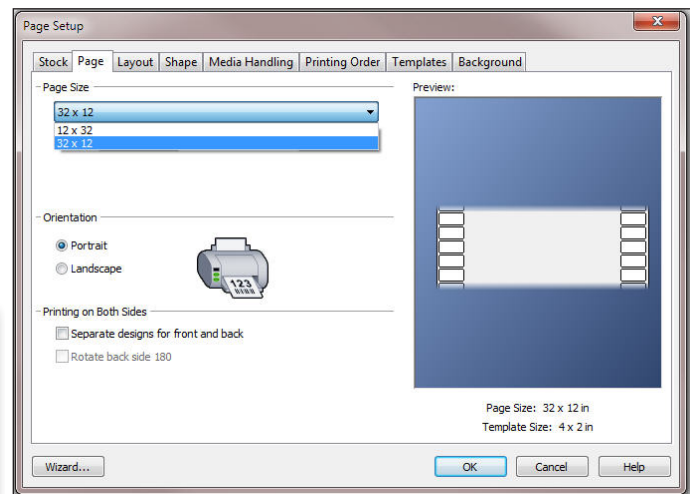 Page Setup
X
Stock Page Layout Shape Media Handling Printing Order Templates Background
Page Size
Preview:
32 x 12
12 x 32
32 x 12
Orientation
Portrait
Landscape
123
Printing on Both Sides
Separate designs for front and back
Rotate back side 180
Page Size: 32 x 12 in
Template Size: 4 x 2 in
Wizard...
OK
Cancel
Help